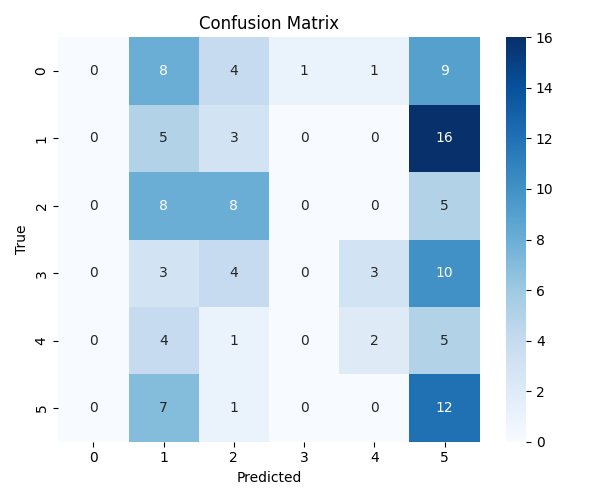 Confusion Matrix
True
0 0 8 4 1 1 9
1 0 5 3 0 0 16
2 0 8 8 0 0 5
3 0 3 4 0 3 10
4 0 4 1 0 2 5
5 0 7 1 0 0 12
0 1 2 3 4 5
Predicted
16
14
12
10
8
6
4
2
0